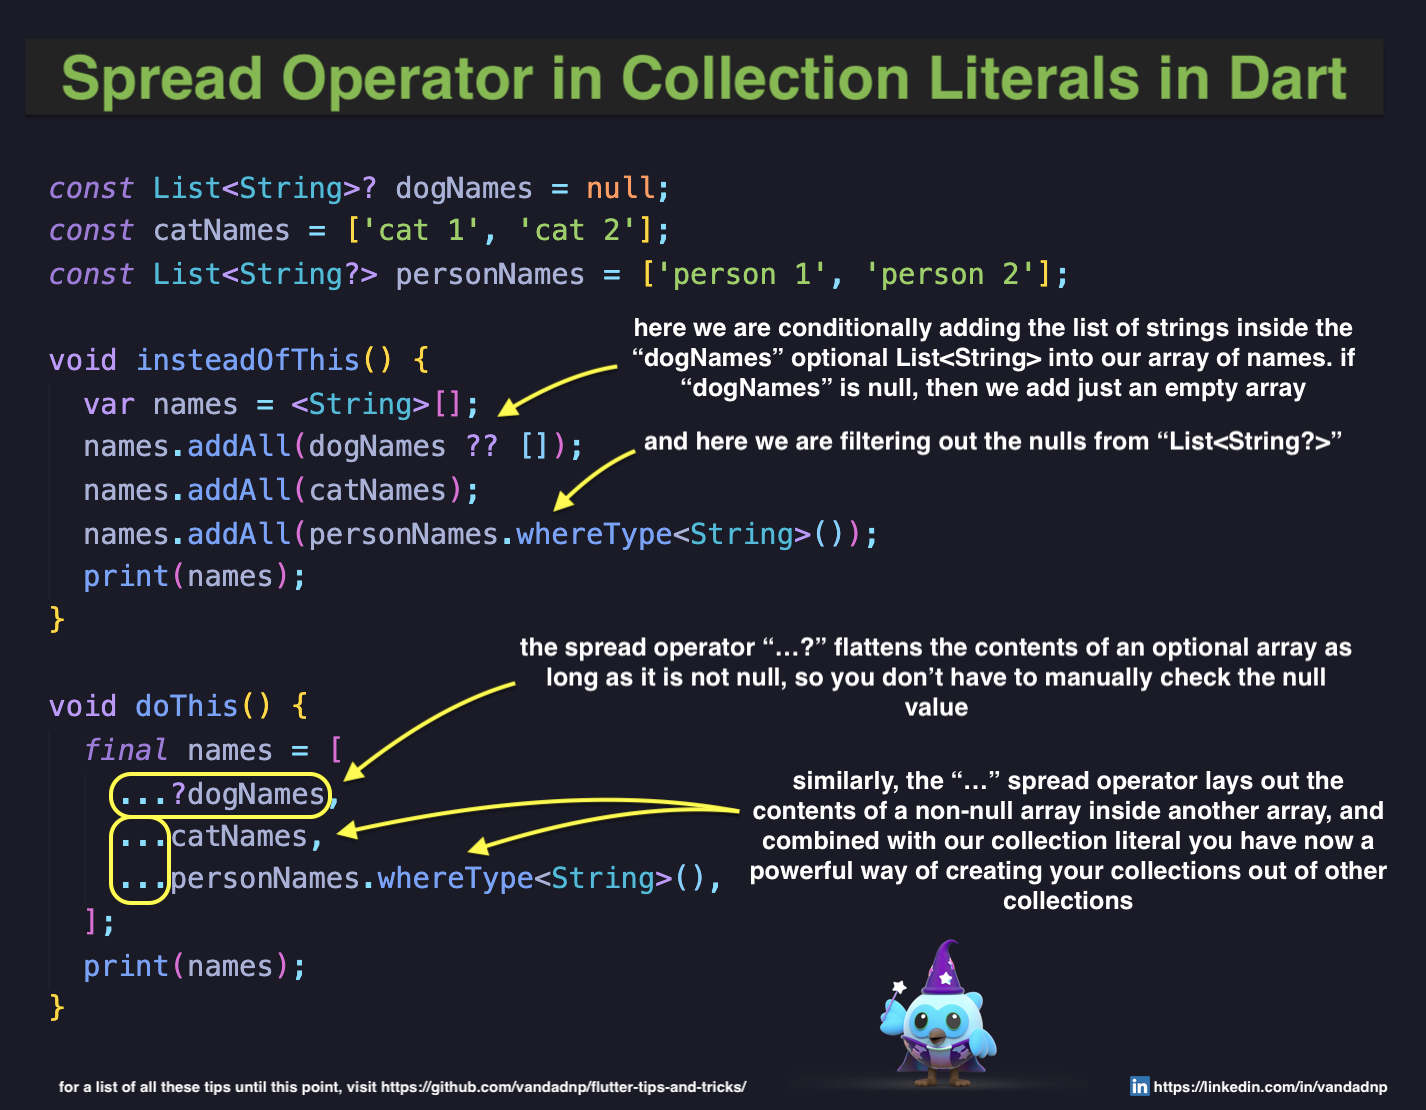 Spread Operator in Collection Literals in Dart
const List<String>? dogNames = null;
const catNames = ['cat 1', 'cat 2'];
const List<String?> personNames = ['person 1', 'person 2'];
here we are conditionally adding the list of strings inside the
“dogNames” optional List<String> into our array of names. if
“dogNames” is null, then we add just an empty array
void insteadOfThis() {
var names = <String>[];
names.addAll(dogNames ?? []);
and here we are filtering out the nulls from “List<String?>”
names.addAll(catNames);
names.addAll(personNames.whereType<String>());
print(names);
}
the spread operator “...?” flattens the contents of an optional array as
long as it is not null, so you don’t have to manually check the null
value
void doThis() {
final names = [
...?dogNames,
...catNames,
...personNames.whereType<String>(),
];
print(names);
}
similarly, the “...” spread operator lays out the
contents of a non-null array inside another array, and
combined with our collection literal you have now a
powerful way of creating your collections out of other
collections
for a list of all these tips until this point, visit https://github.com/vandadnp/flutter-tips-and-tricks/
in https://linkedin.com/in/vandadnp